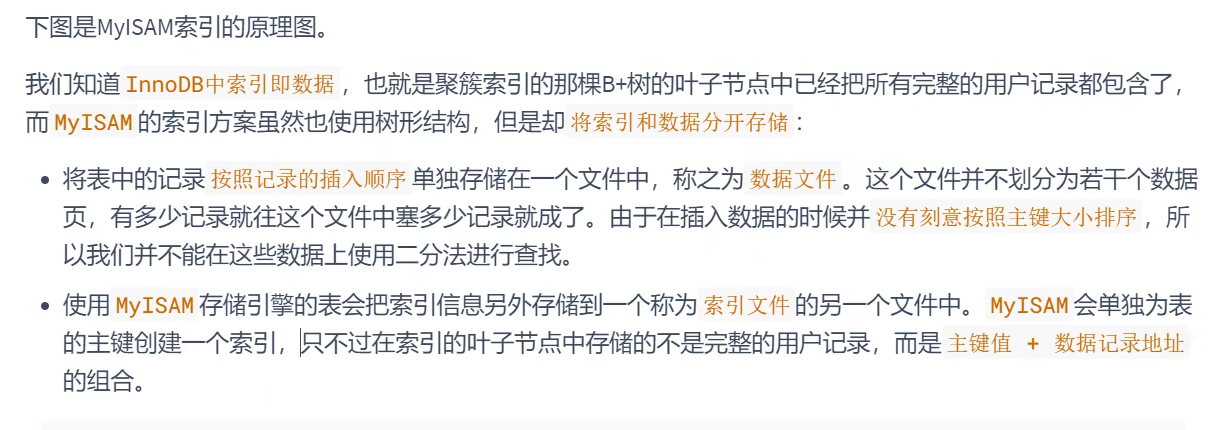 下图是MyISAM索引的原理图。
我们知道 InnoDB中索引即数据 ，也就是聚簇索引的那棵B+树的叶子节点中已经把所有完整的用户记录都包含了，
而 MyISAM 的索引方案虽然也使用树形结构，但是却 将索引和数据分开存储 ：
• 将表中的记录 按照记录的插入顺序 单独存储在一个文件中，称之为 数据文件 。这个文件并不划分为若干个数据
页，有多少记录就往这个文件中塞多少记录就成了。由于在插入数据的时候并 没有刻意按照主键大小排序 ，所
以我们并不能在这些数据上使用二分法进行查找。
• 使用 MyISAM 存储引擎的表会把索引信息另外存储到一个称为 索引文件 的另一个文件中。 MyISAM 会单独为表
的主键创建一个索引，只不过在索引的叶子节点中存储的不是完整的用户记录，而是 主键值 + 数据记录地址
的组合。